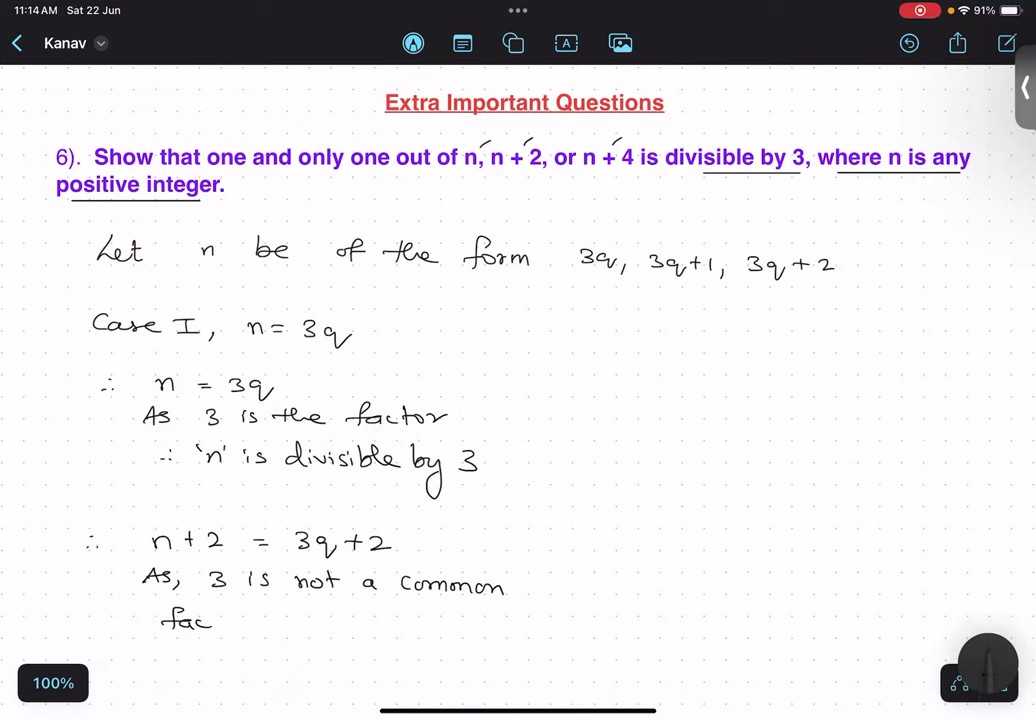 11:14 AM Sat 22 Jun
91%
Kanav
Extra Important Questions
6). Show that one and only one out of n, n + 2, or n + 4 is divisible by 3, where n is any
positive integer.
Let n be of the form 3q, 3q+1, 3q+2
Case I, n = 3q
∴ n = 3q
As 3 is the factor
∴ 'n' is divisible by 3
∴ n+2 = 3q+2
As, 3 is not a common
fac
100%